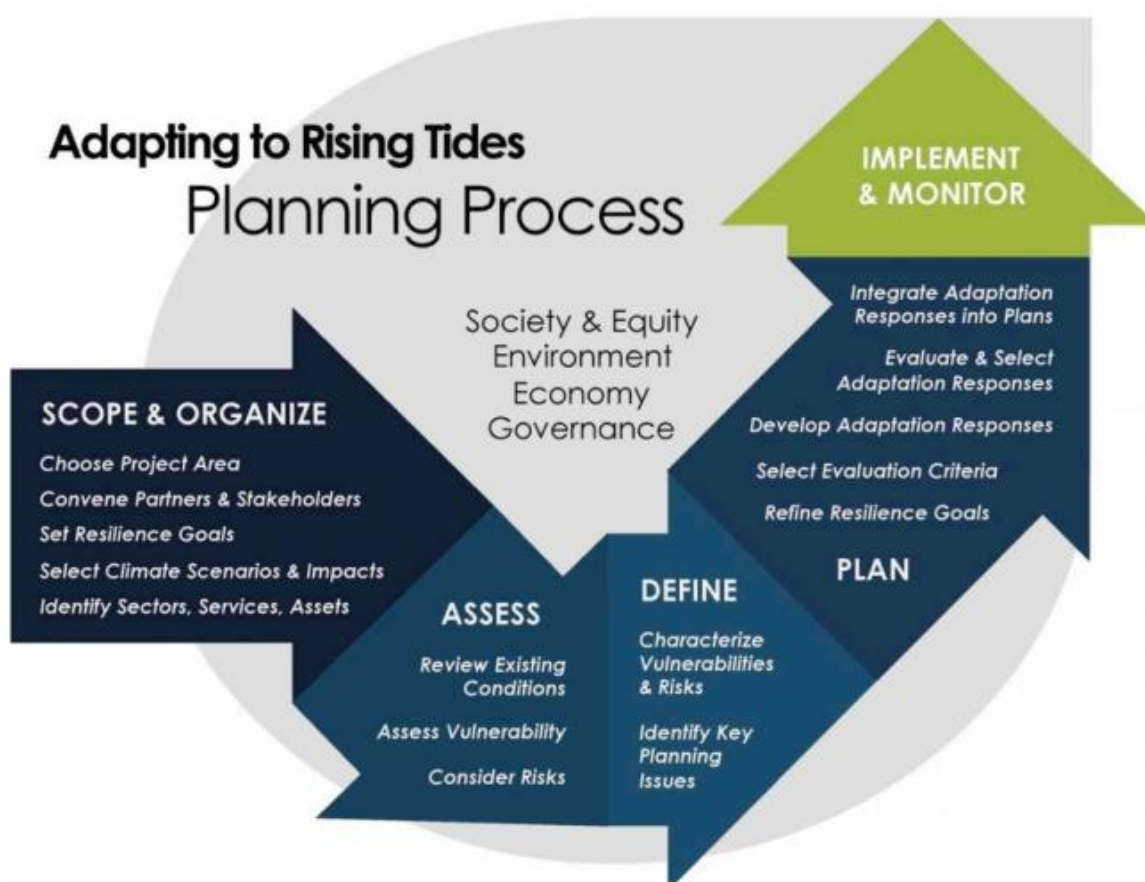 Adapting to Rising Tides
Planning Process
Society & Equity
Environment
Economy
Governance
SCOPE & ORGANIZE
Choose Project Area
Convene Partners & Stakeholders
Set Resilience Goals
Select Climate Scenarios & Impacts
Identify Sectors, Services, Assets
ASSESS
Review Existing
Conditions
Assess Vulnerability
Consider Risks
DEFINE
Characterize
Vulnerabilities
& Risks
Identify Key
Planning
Issues
IMPLEMENT
& MONITOR
Integrate Adaptation
Responses into Plans
Evaluate & Select
Adaptation Responses
Develop Adaptation Responses
Select Evaluation Criteria
Refine Resilience Goals
PLAN